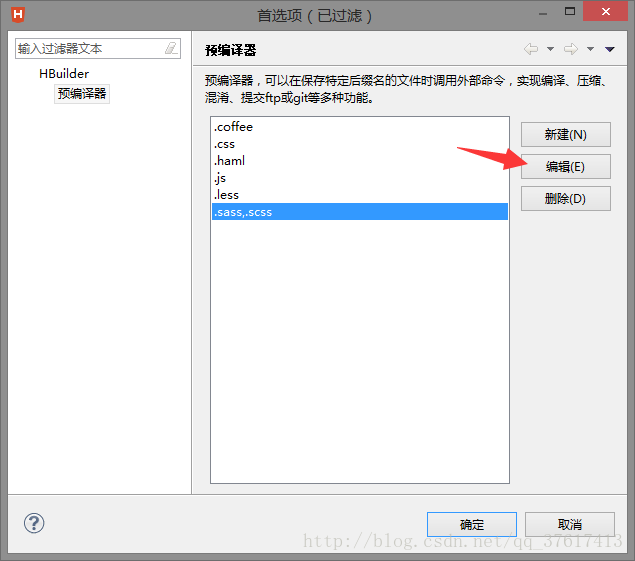 首选项（已过滤）
输入过滤器文本
HBuilder
预编译器
预编译器
预编译器，可以在保存特定后缀名的文件时调用外部命令，实现编译、压缩、
混淆、提交ftp或git等多种功能。
.coffee
.css
.haml
.js
.less
.sass,.scss
新建(N)
编辑(E)
删除(D)
确定
取消
http://blog.csdn.net/qq_37617413